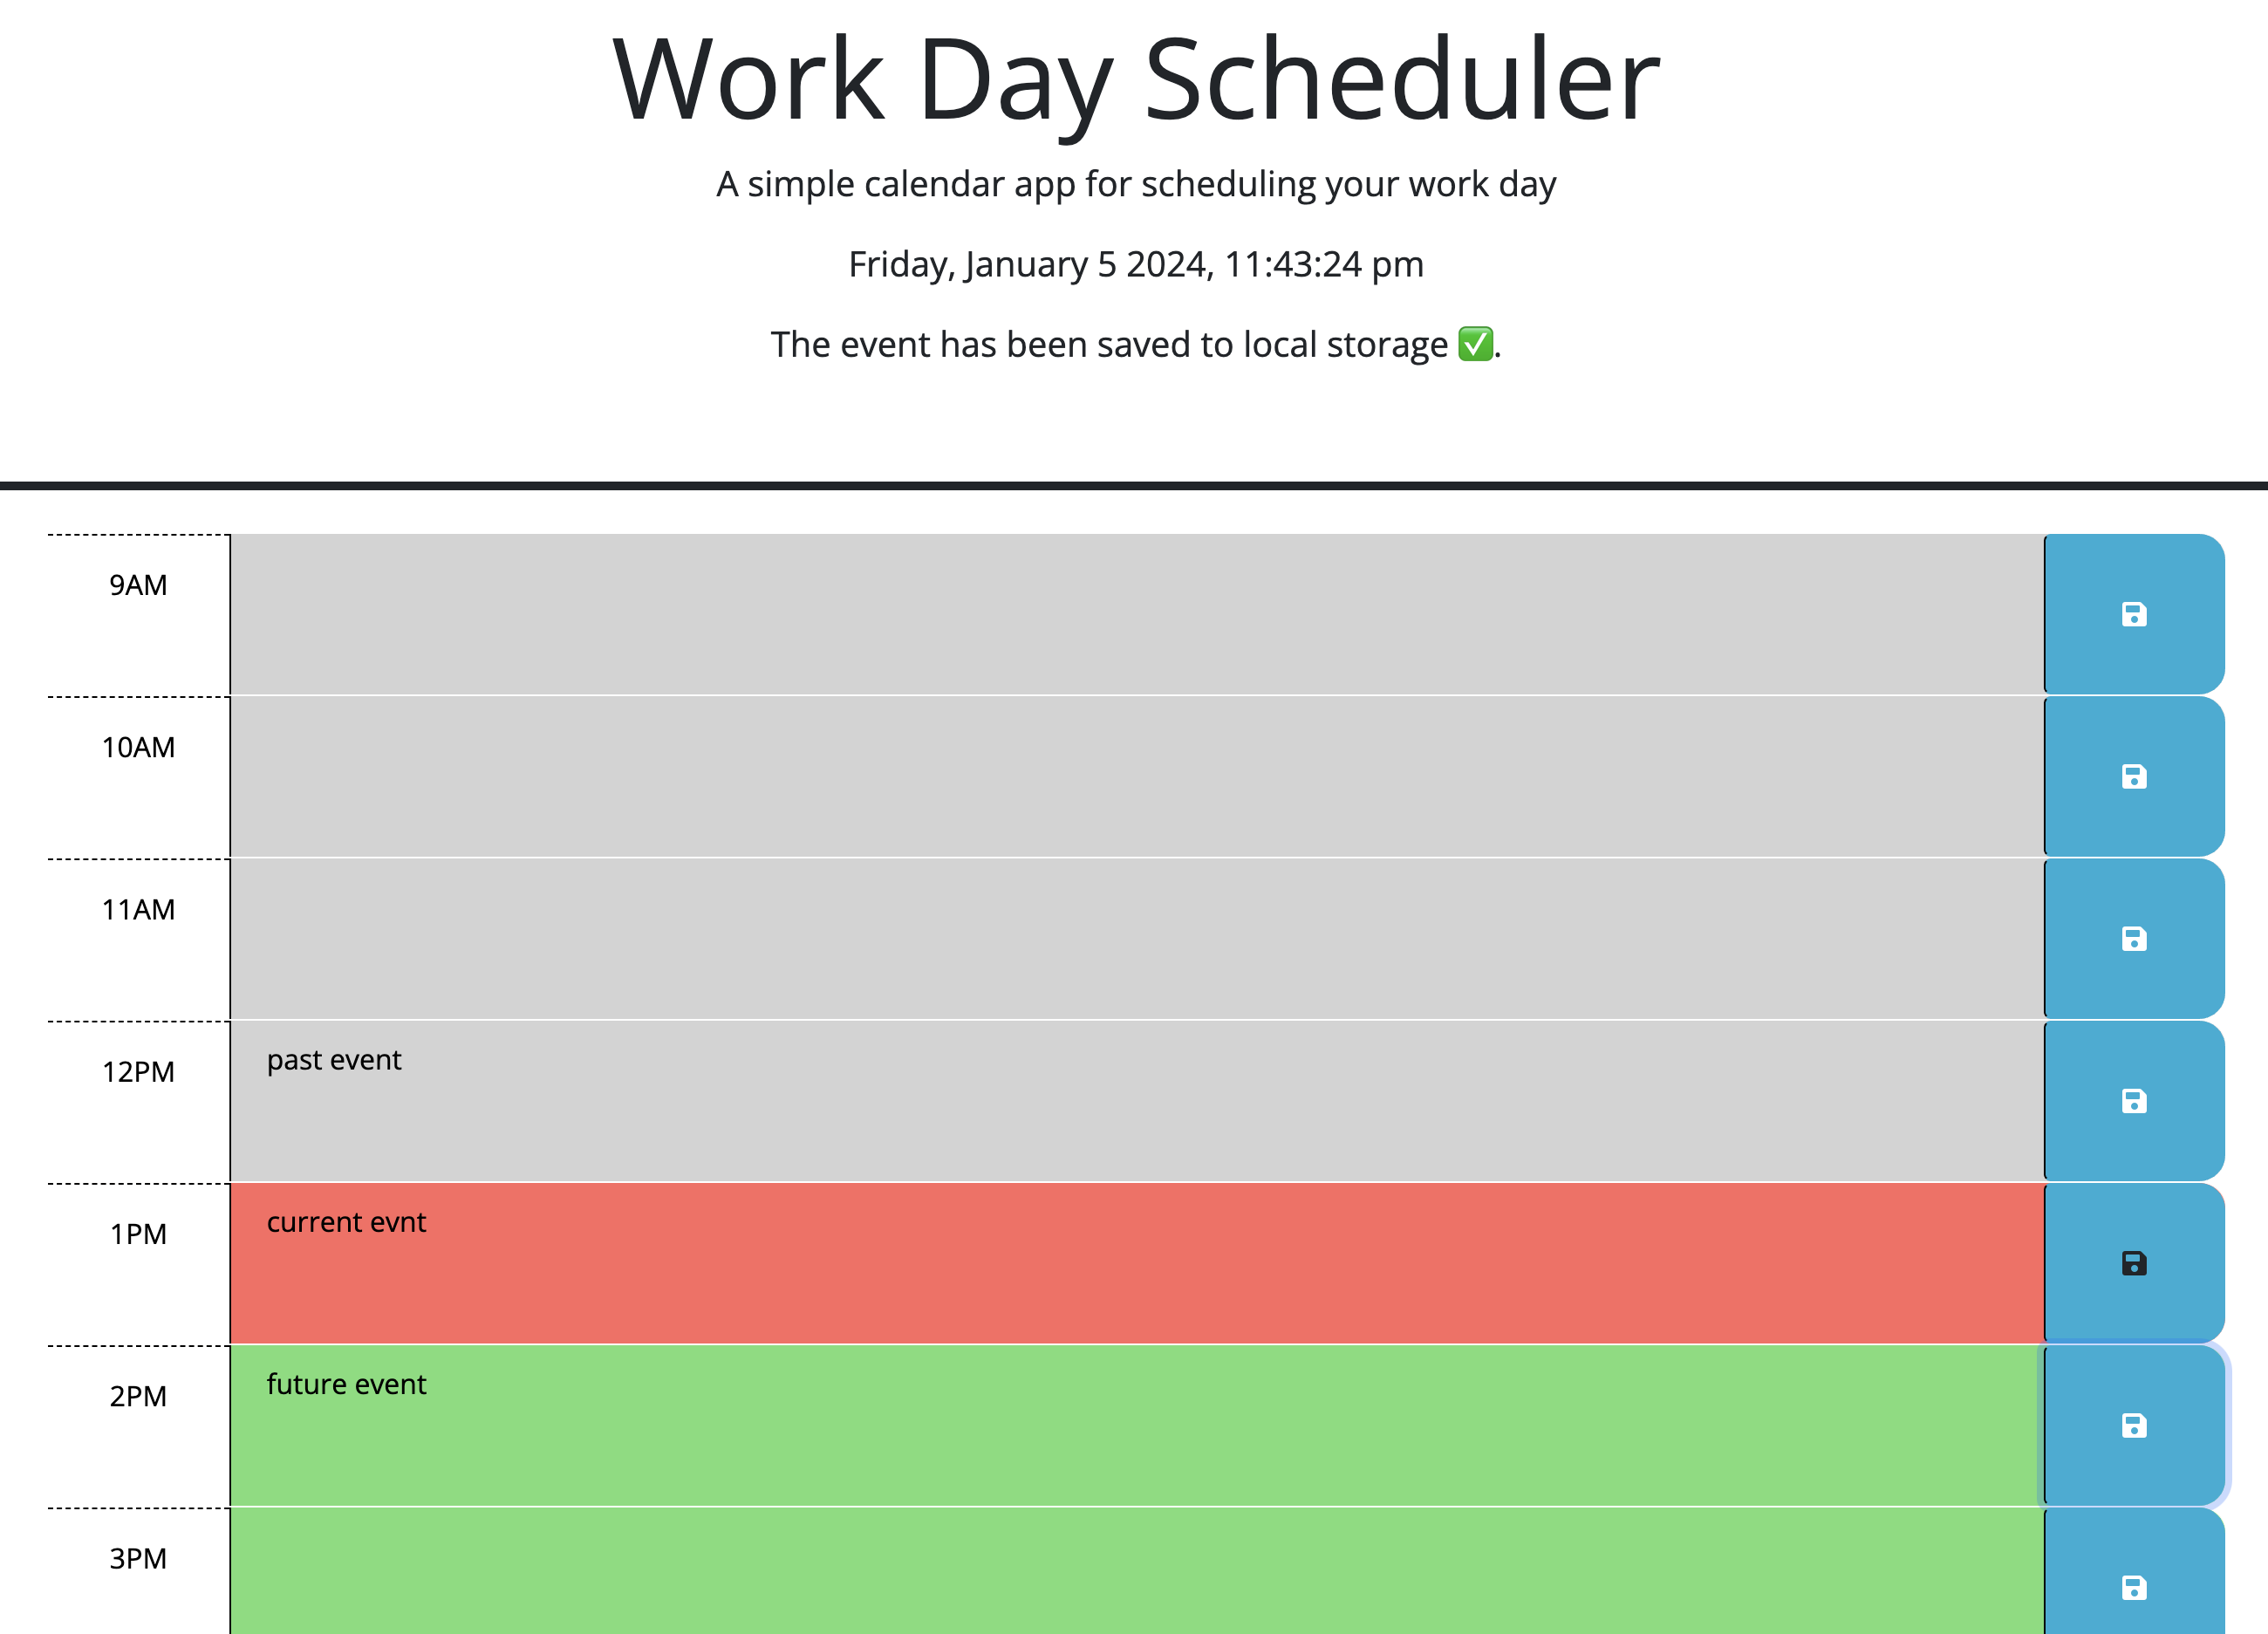 Work Day Scheduler
A simple calendar app for scheduling your work day
Friday, January 5 2024, 11:43:24 pm
The event has been saved to local storage ✅.
9AM
10AM
11AM
12PM past event
1PM current evnt
2PM future event
3PM